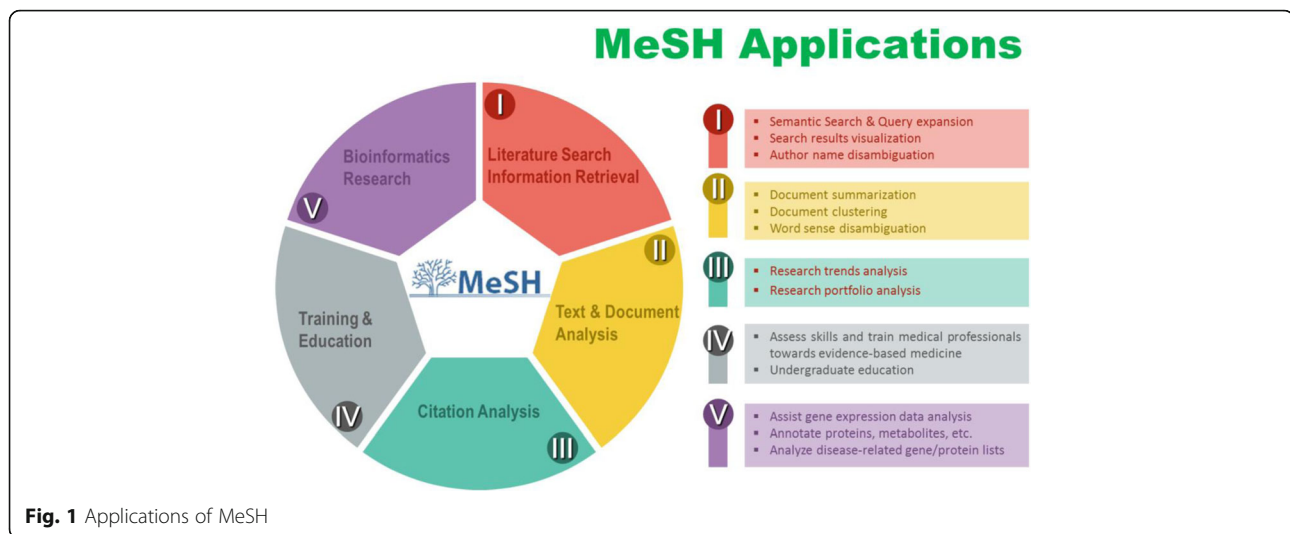 MeSH Applications
I
Literature Search
Information Retrieval
II
Text & Document
Analysis
III
Citation Analysis
IV
Training &
Education
V
Bioinformatics
Research
MeSH
I
▪ Semantic Search & Query expansion
▪ Search results visualization
▪ Author name disambiguation
II
▪ Document summarization
▪ Document clustering
▪ Word sense disambiguation
III
▪ Research trends analysis
▪ Research portfolio analysis
IV
▪ Assess skills and train medical professionals
towards evidence-based medicine
▪ Undergraduate education
V
▪ Assist gene expression data analysis
▪ Annotate proteins, metabolites, etc.
▪ Analyze disease-related gene/protein lists
Fig. 1 Applications of MeSH